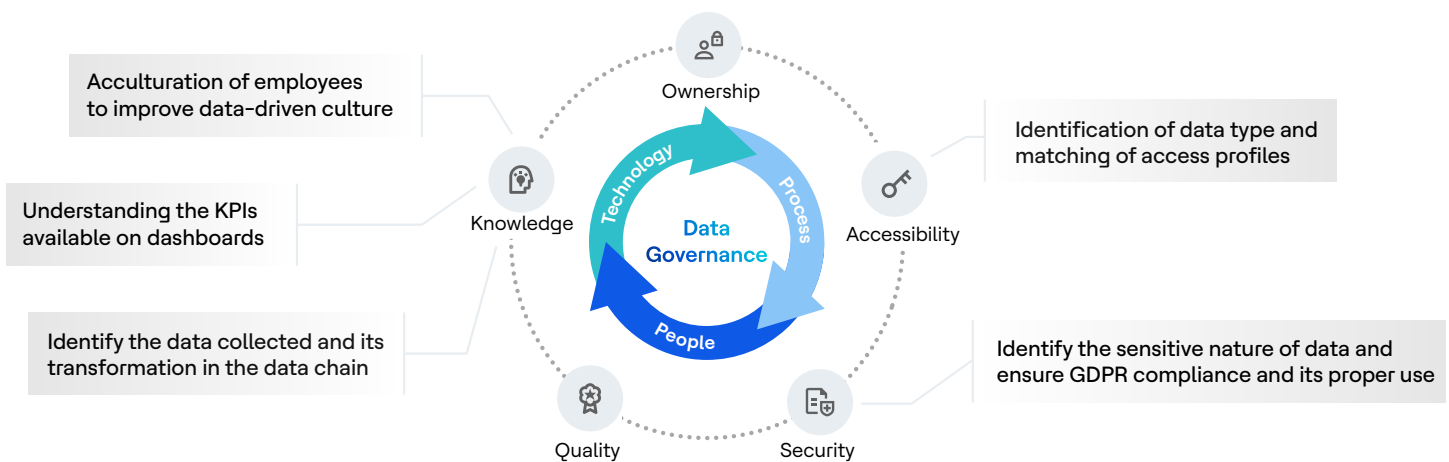 Ownership
Acculturation of employees
to improve data-driven culture
Identification of data type and
matching of access profiles
Technology
Process
People
Data
Governance
Knowledge
Accessibility
Understanding the KPIs
available on dashboards
Identify the data collected and its
transformation in the data chain
Identify the sensitive nature of data and
ensure GDPR compliance and its proper use
Quality
Security